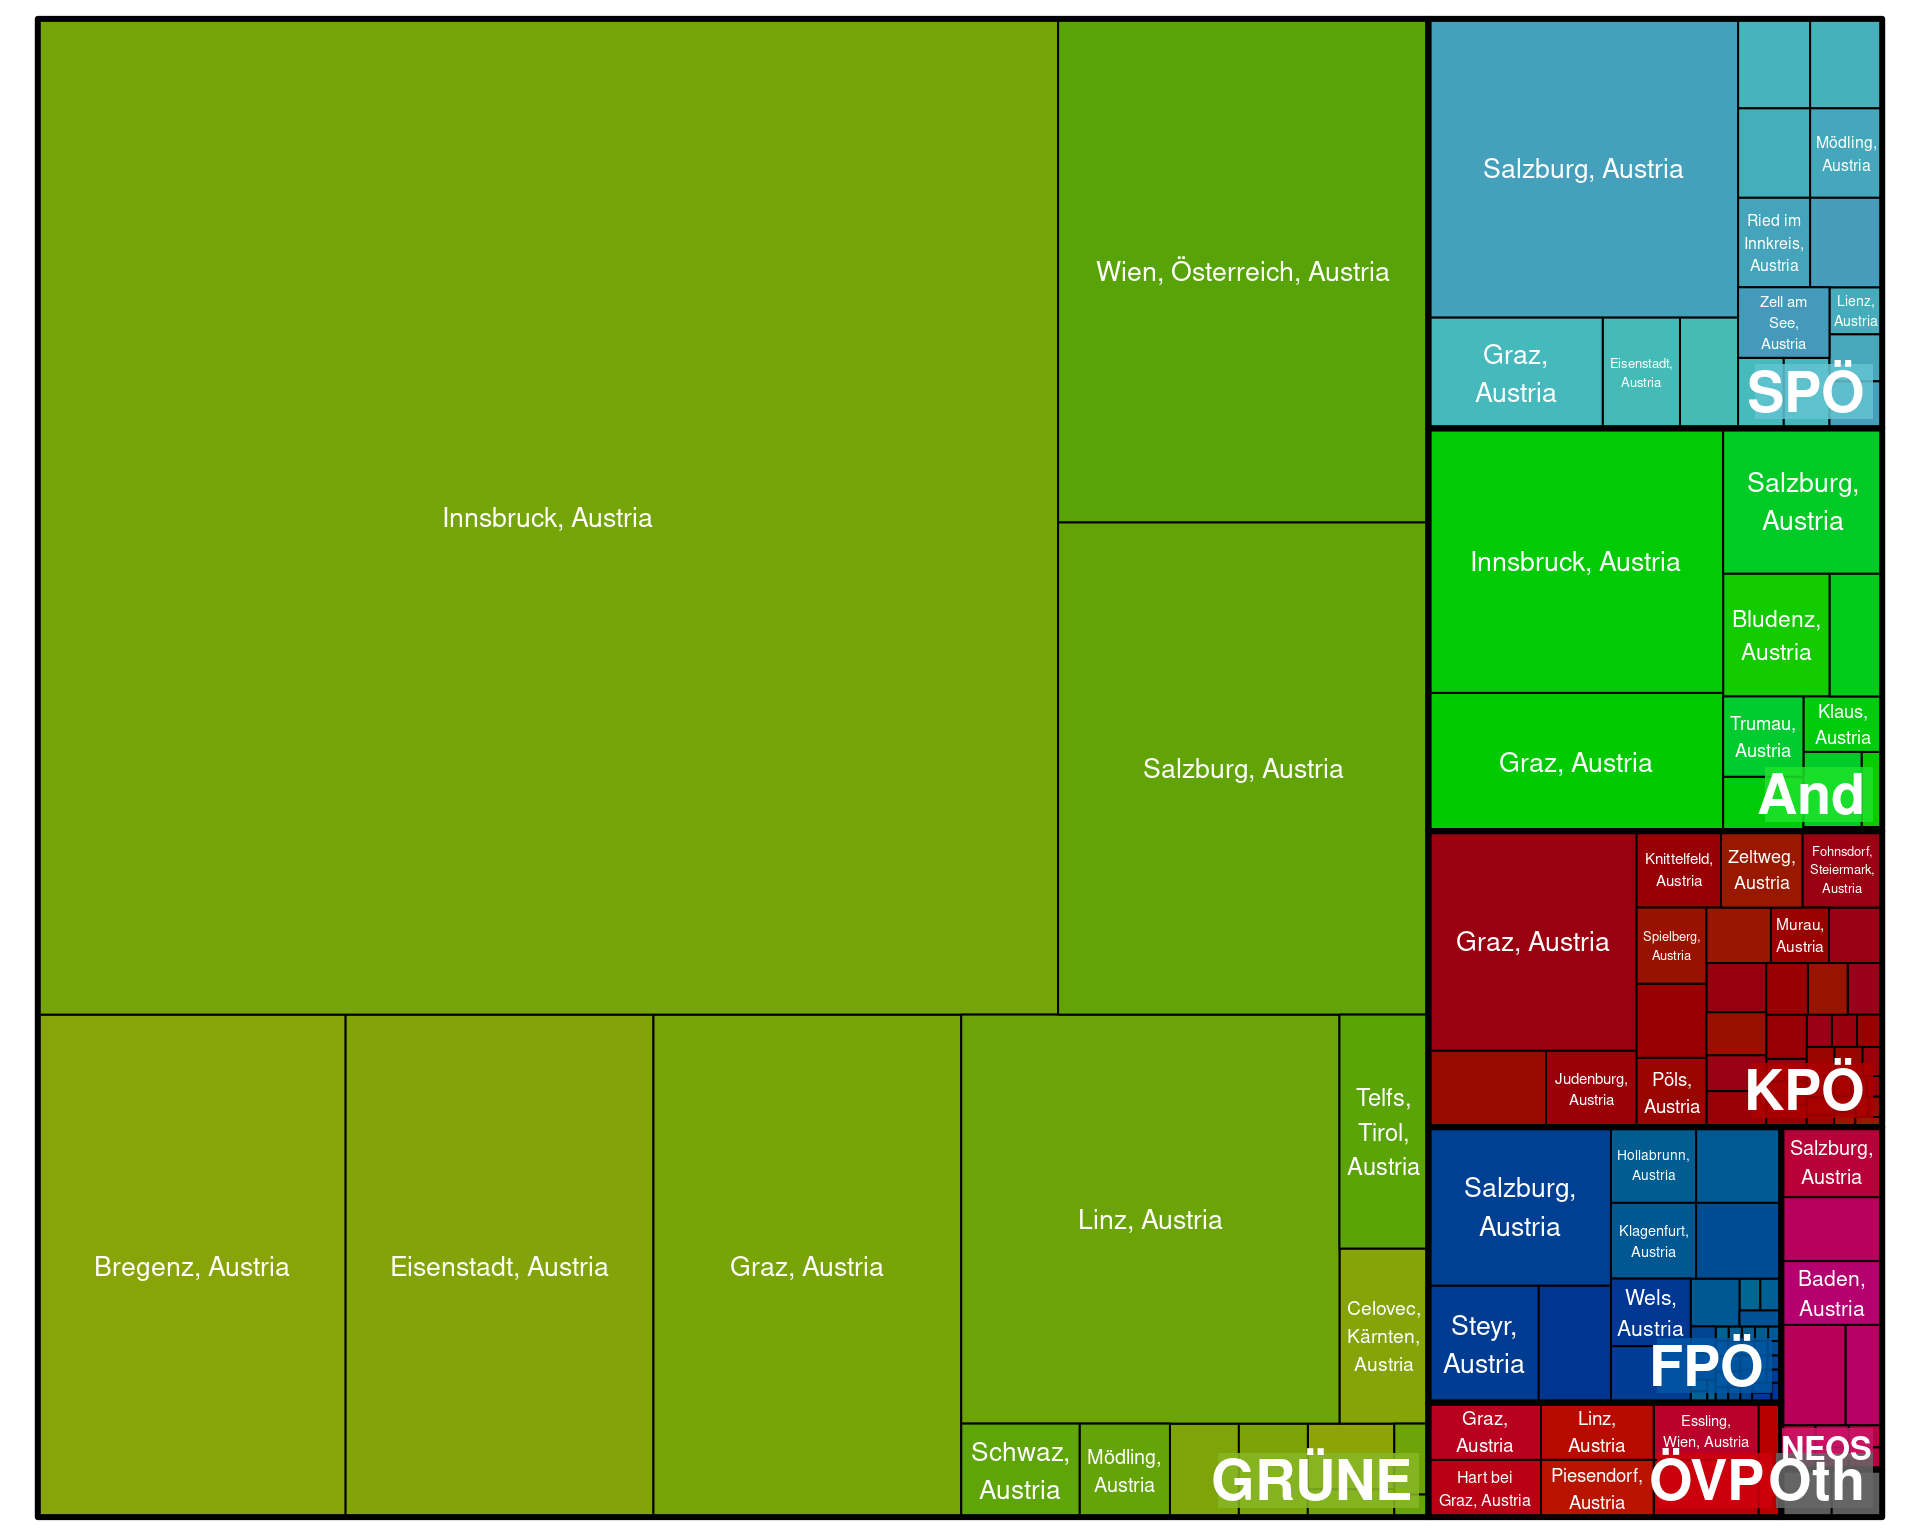 Innsbruck, Austria
Wien, Österreich, Austria
Salzburg, Austria
Bregenz, Austria
Eisenstadt, Austria
Graz, Austria
Linz, Austria
Telfs,
Tirol,
Austria
Celovec,
Kärnten,
Austria
Schwaz,
Austria
Mödling,
Austria
GRÜNE
Salzburg, Austria
Mödling,
Austria
Ried im
Innkreis,
Austria
Zell am
See,
Austria
Lienz,
Austria
Graz,
Austria
Eisenstadt,
Austria
SPÖ
Innsbruck, Austria
Salzburg,
Austria
Bludenz,
Austria
Graz, Austria
Trumau,
Austria
Klaus,
Austria
And
Graz, Austria
Knittelfeld,
Austria
Zeltweg,
Austria
Fohnsdorf,
Steiermark,
Austria
Spielberg,
Austria
Murau,
Austria
Judenburg,
Austria
Pöls,
Austria
KPÖ
Salzburg,
Austria
Hollabrunn,
Austria
Klagenfurt,
Austria
Steyr,
Austria
Wels,
Austria
FPÖ
Salzburg,
Austria
Baden,
Austria
NEOS
Graz,
Austria
Linz,
Austria
Essling,
Wien, Austria
Hart bei
Graz, Austria
Piesendorf,
Austria
ÖVP
Oth